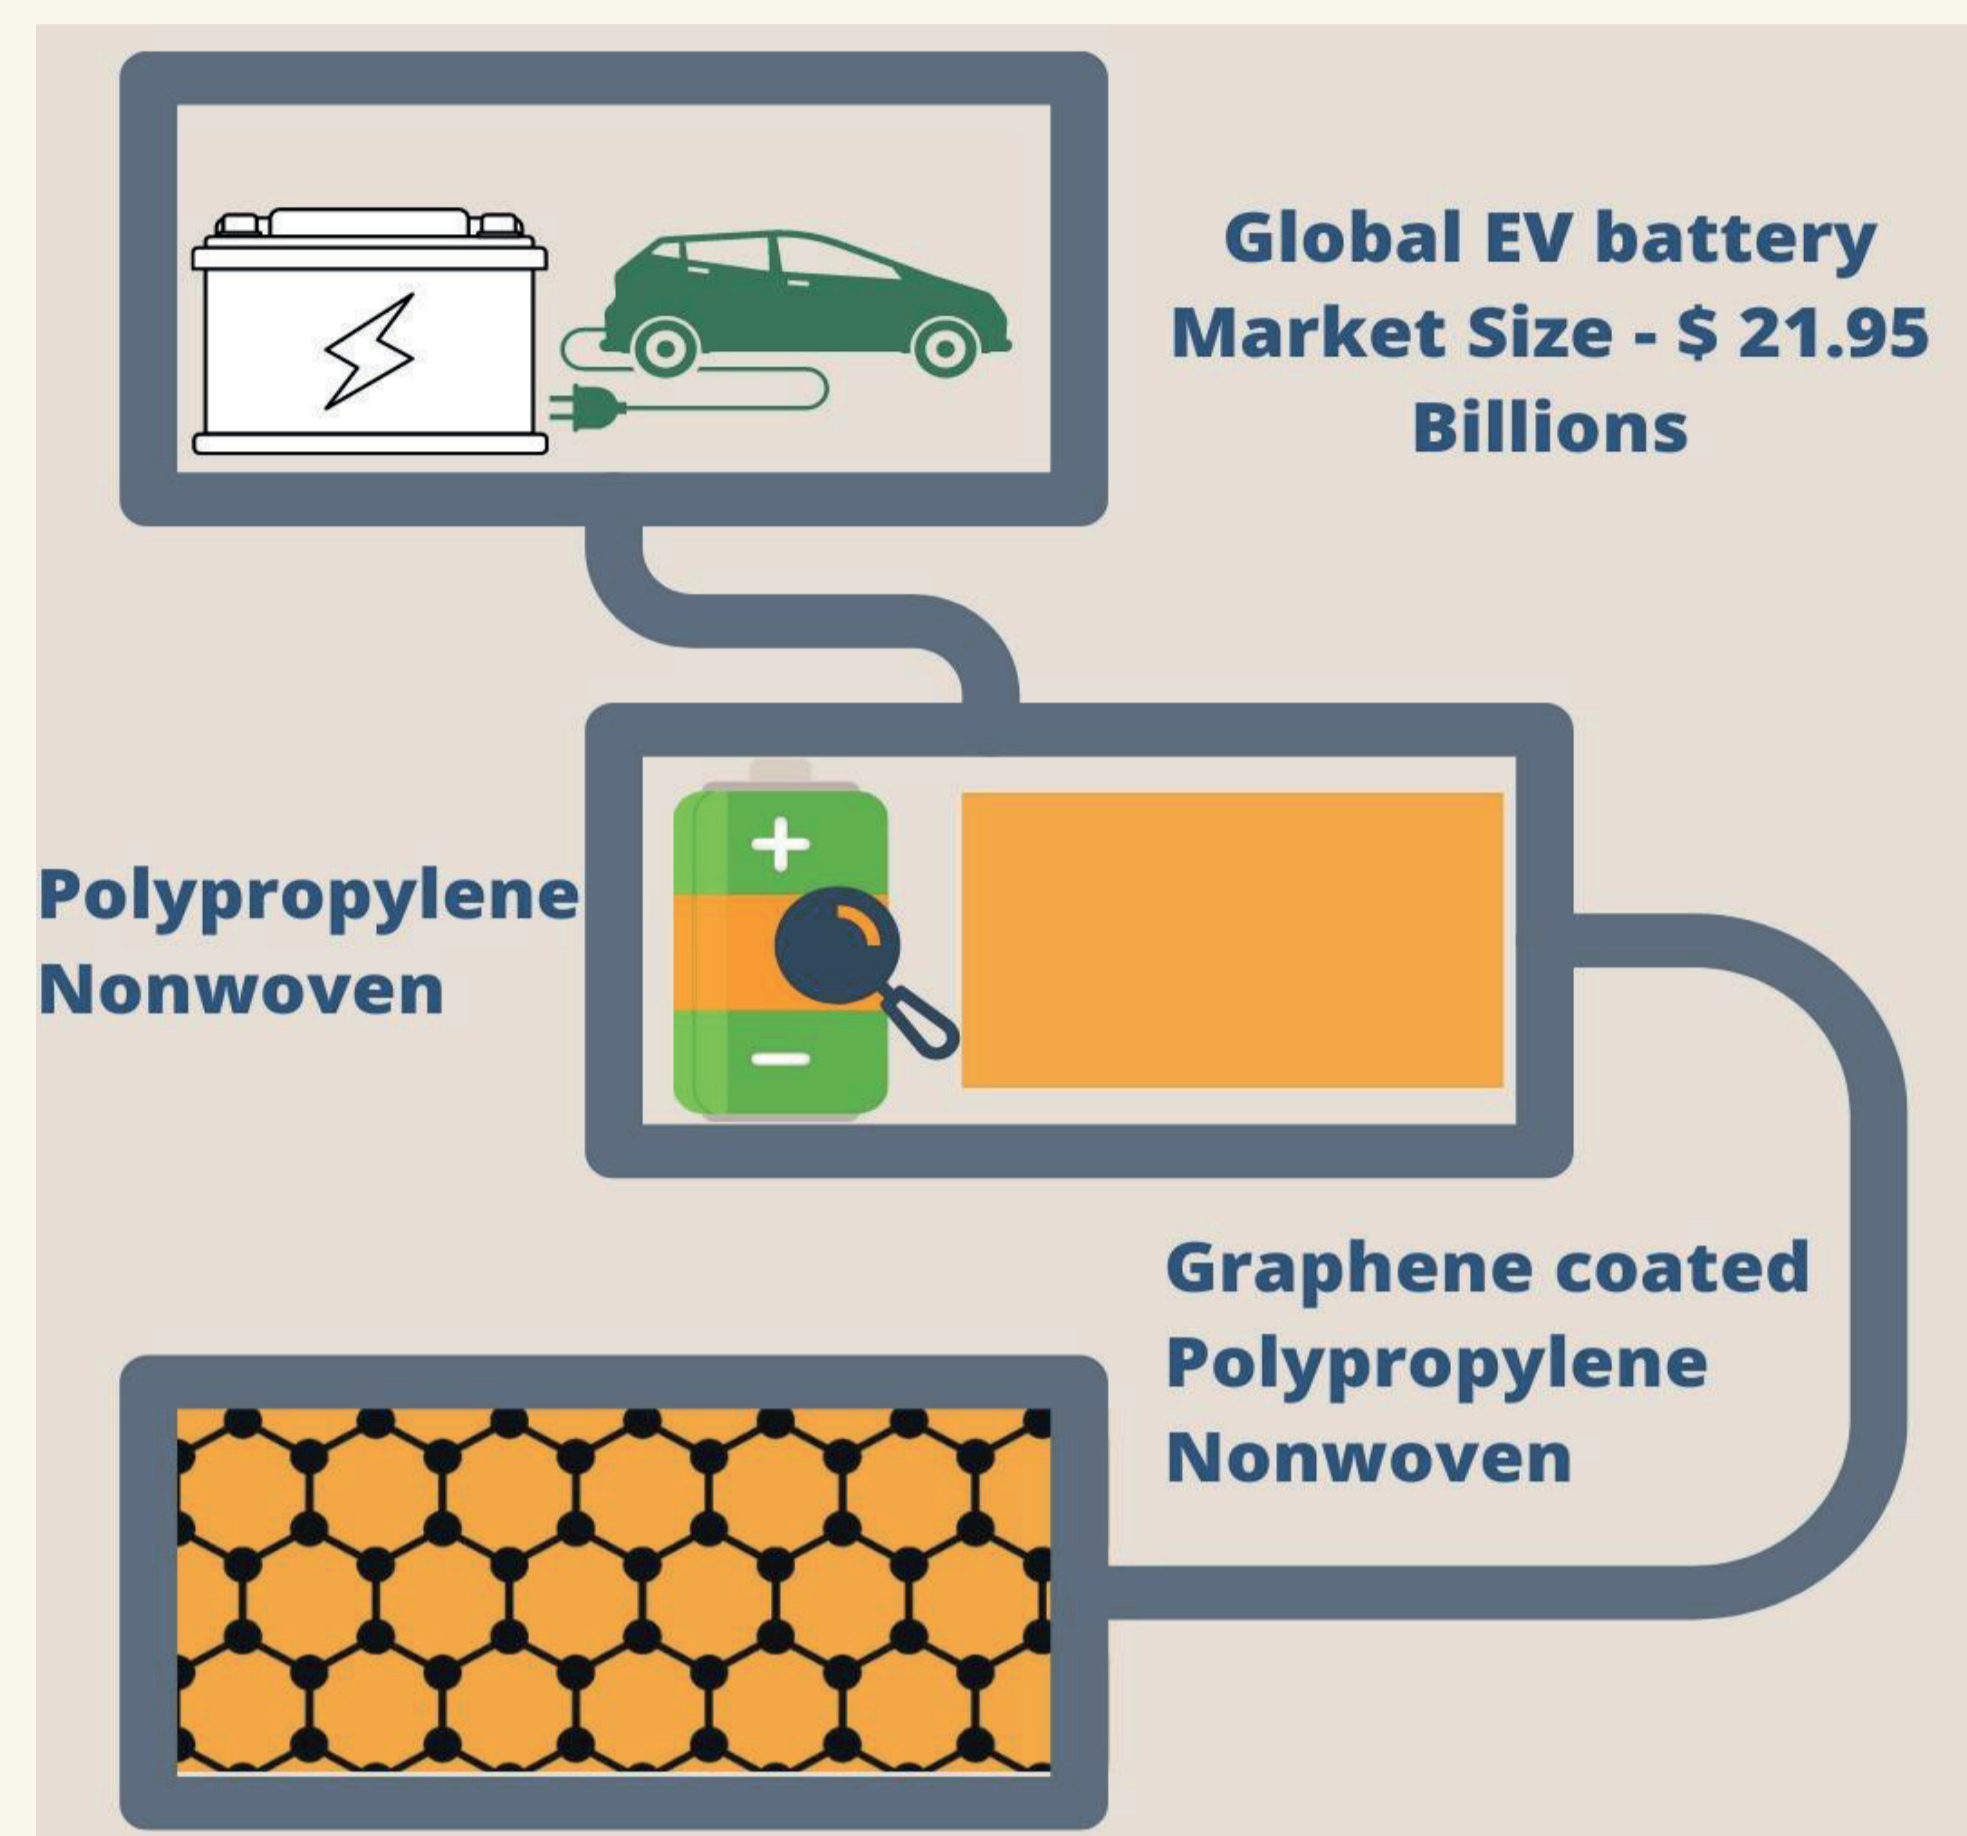 Global EV battery
Market Size - $ 21.95
Billions
Polypropylene
Nonwoven
Graphene coated
Polypropylene
Nonwoven